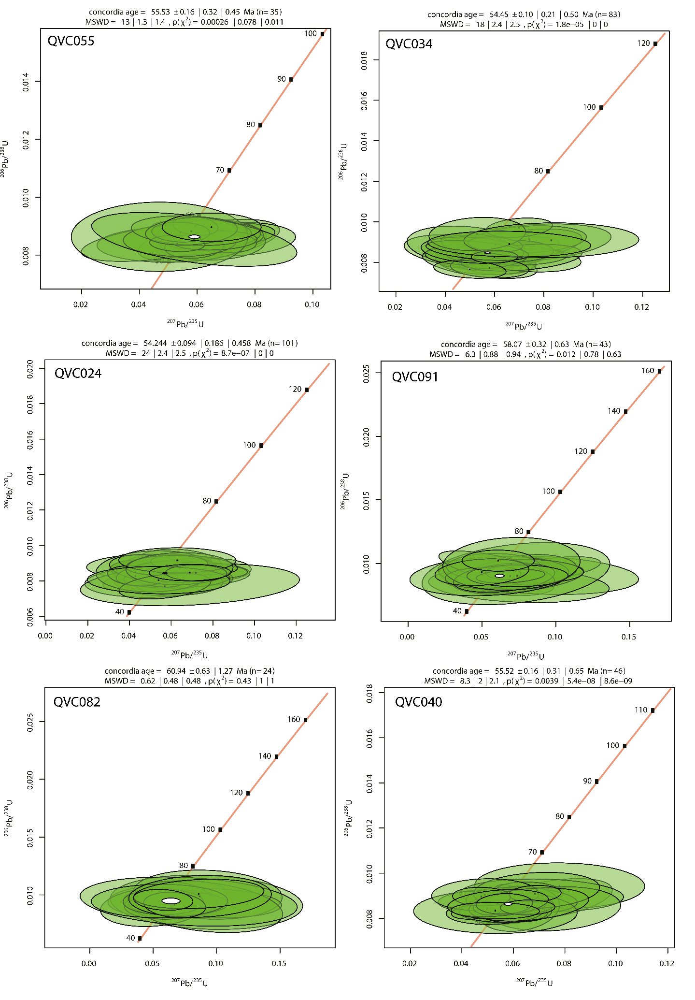 concordia age = 55.53 ±0.16 | 0.32 | 0.45 Ma (n= 35)
MSWD = 13 | 1.3 | 1.4 , p(χ²) = 0.00026 | 0.078 | 0.011
QVC055
100
90
80
70
0.014
0.012
0.010
0.008
²⁰⁶Pb/²³⁸U
0.02 0.04 0.06 0.08 0.10
²⁰⁷Pb/²³⁵U
concordia age = 54.45 ±0.10 | 0.21 | 0.50 Ma (n= 83)
MSWD = 18 | 2.4 | 2.5 , p(χ²) = 1.8e−05 | 0 | 0
QVC034
120
100
80
0.018
0.016
0.014
0.012
0.010
0.008
²⁰⁶Pb/²³⁸U
0.02 0.04 0.06 0.08 0.10 0.12
²⁰⁷Pb/²³⁵U
concordia age = 54.244 ±0.094 | 0.186 | 0.458 Ma (n= 101)
MSWD = 24 | 2.4 | 2.5 , p(χ²) = 8.7e−07 | 0 | 0
QVC024
120
100
80
40
0.020
0.018
0.016
0.014
0.012
0.010
0.008
0.006
²⁰⁶Pb/²³⁸U
0.00 0.02 0.04 0.06 0.08 0.10 0.12
²⁰⁷Pb/²³⁵U
concordia age = 58.07 ±0.32 | 0.63 Ma (n= 43)
MSWD = 6.3 | 0.88 | 0.94 , p(χ²) = 0.012 | 0.78 | 0.63
QVC091
160
140
120
100
80
40
0.025
0.020
0.015
0.010
²⁰⁶Pb/²³⁸U
0.00 0.05 0.10 0.15
²⁰⁷Pb/²³⁵U
concordia age = 60.94 ±0.63 | 1.27 Ma (n= 24)
MSWD = 0.62 | 0.48 | 0.48 , p(χ²) = 0.43 | 1 | 1
QVC082
160
140
120
100
80
40
0.025
0.020
0.015
0.010
²⁰⁶Pb/²³⁸U
0.00 0.05 0.10 0.15
²⁰⁷Pb/²³⁵U
concordia age = 55.52 ±0.16 | 0.31 | 0.65 Ma (n= 46)
MSWD = 8.3 | 2 | 2.1 , p(χ²) = 0.0039 | 5.4e−08 | 8.6e−09
QVC040
110
100
90
80
70
0.018
0.016
0.014
0.012
0.010
0.008
²⁰⁶Pb/²³⁸U
0.02 0.04 0.06 0.08 0.10 0.12
²⁰⁷Pb/²³⁵U